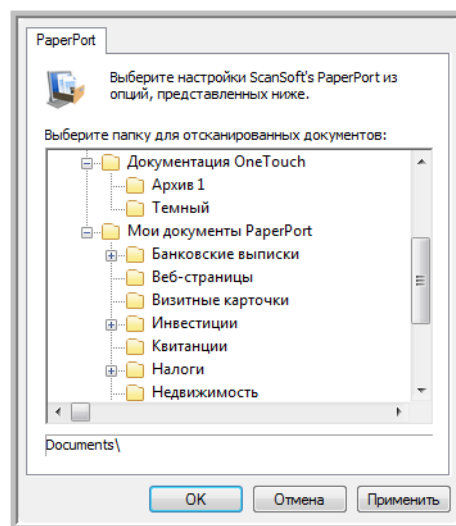 PaperPort
Выберите настройки ScanSoft's PaperPort из
опций, представленных ниже.
Выберите папку для отсканированных документов:
Документация OneTouch
Архив 1
Темный
Мои документы PaperPort
Банковские выписки
Веб-страницы
Визитные карточки
Инвестиции
Квитанции
Налоги
Недвижимость
Documents\
OK
Отмена
Применить